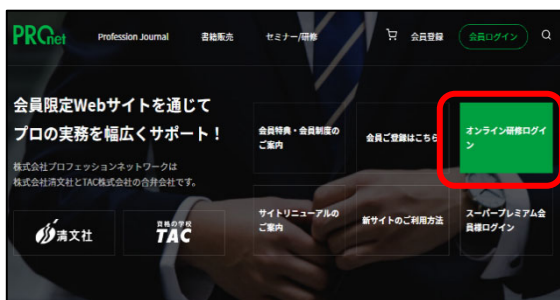 PROnet
Profession Journal
書籍販売
セミナー/研修
会員登録
会員ログイン
会員限定Webサイトを通じて
プロの実務を幅広くサポート！
株式会社プロフェッションネットワークは
株式会社清文社とTAC株式会社の合弁会社です。
清文社
資格の学校
TAC
会員特典・会員制度の
ご案内
会員ご登録はこちら
オンライン研修ログイ
ン
サイトリニューアルの
ご案内
新サイトのご利用方法
スーパープレミアム会
員様ログイン